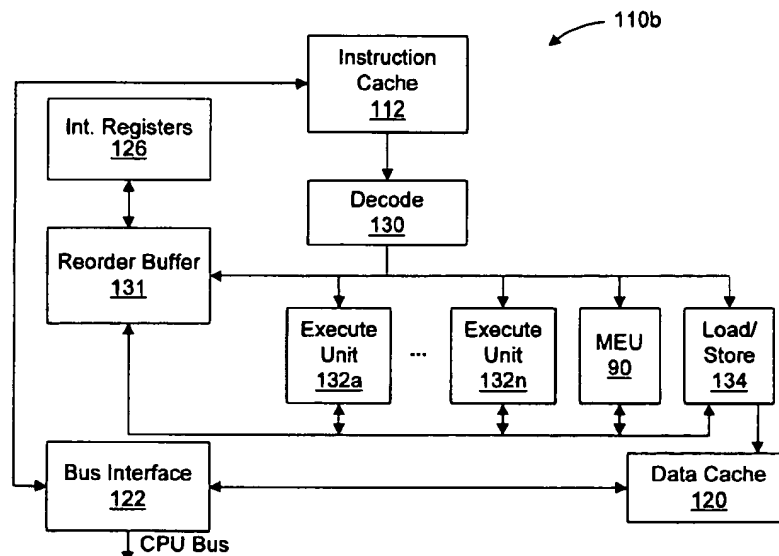 110b
Instruction
Cache
112
Int. Registers
126
Decode
130
Reorder Buffer
131
Execute
Unit
132a
...
Execute
Unit
132n
MEU
90
Load/
Store
134
Bus Interface
122
Data Cache
120
CPU Bus